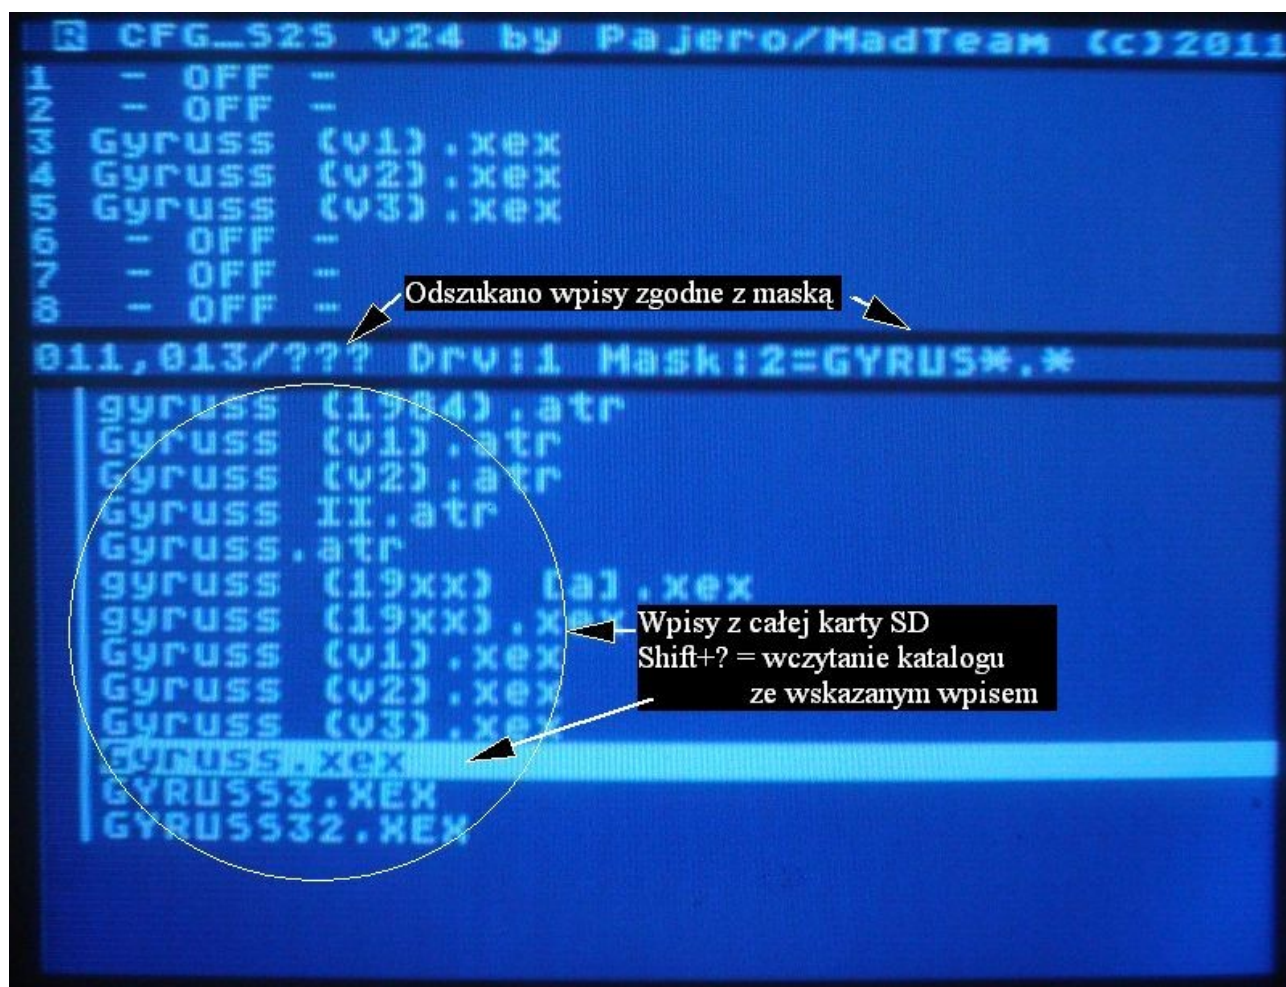 R CFG_S2S v24 by Pajero/MadTeam (c)2011
1 - OFF -
2 - OFF -
3 Gyruss (v1).xex
4 Gyruss (v2).xex
5 Gyruss (v3).xex
6 - OFF -
7 - OFF -
8 - OFF -
Odszukano wpisy zgodne z maską
011,013/??? Drv:1 Mask:2=GYRUS*.*
gyruss (1984).atr
Gyruss (v1).atr
Gyruss (v2).atr
Gyruss II.atr
Gyruss.atr
gyruss (19xx) [a].xex
gyruss (19xx).xex
Gyruss (v1).xex
Gyruss (v2).xex
Gyruss (v3).xex
Gyruss.xex
GYRUSS3.XEX
GYRUSS32.XEX
Wpisy z całej karty SD
Shift+? = wczytanie katalogu
ze wskazanym wpisem